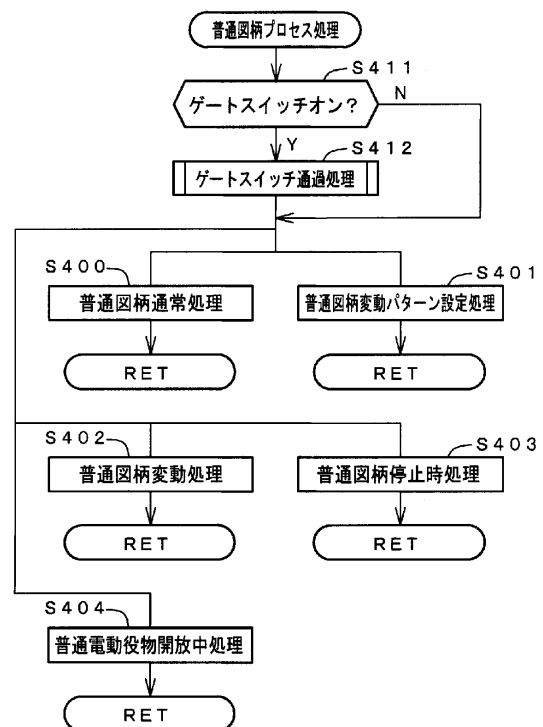 普通図柄プロセス処理
S411
ゲートスイッチオン?
N
Y
S412
ゲートスイッチ通過処理
S400
普通図柄通常処理
S401
普通図柄変動パターン設定処理
RET
RET
S402
普通図柄変動処理
S403
普通図柄停止時処理
RET
RET
S404
普通電動役物開放中処理
RET